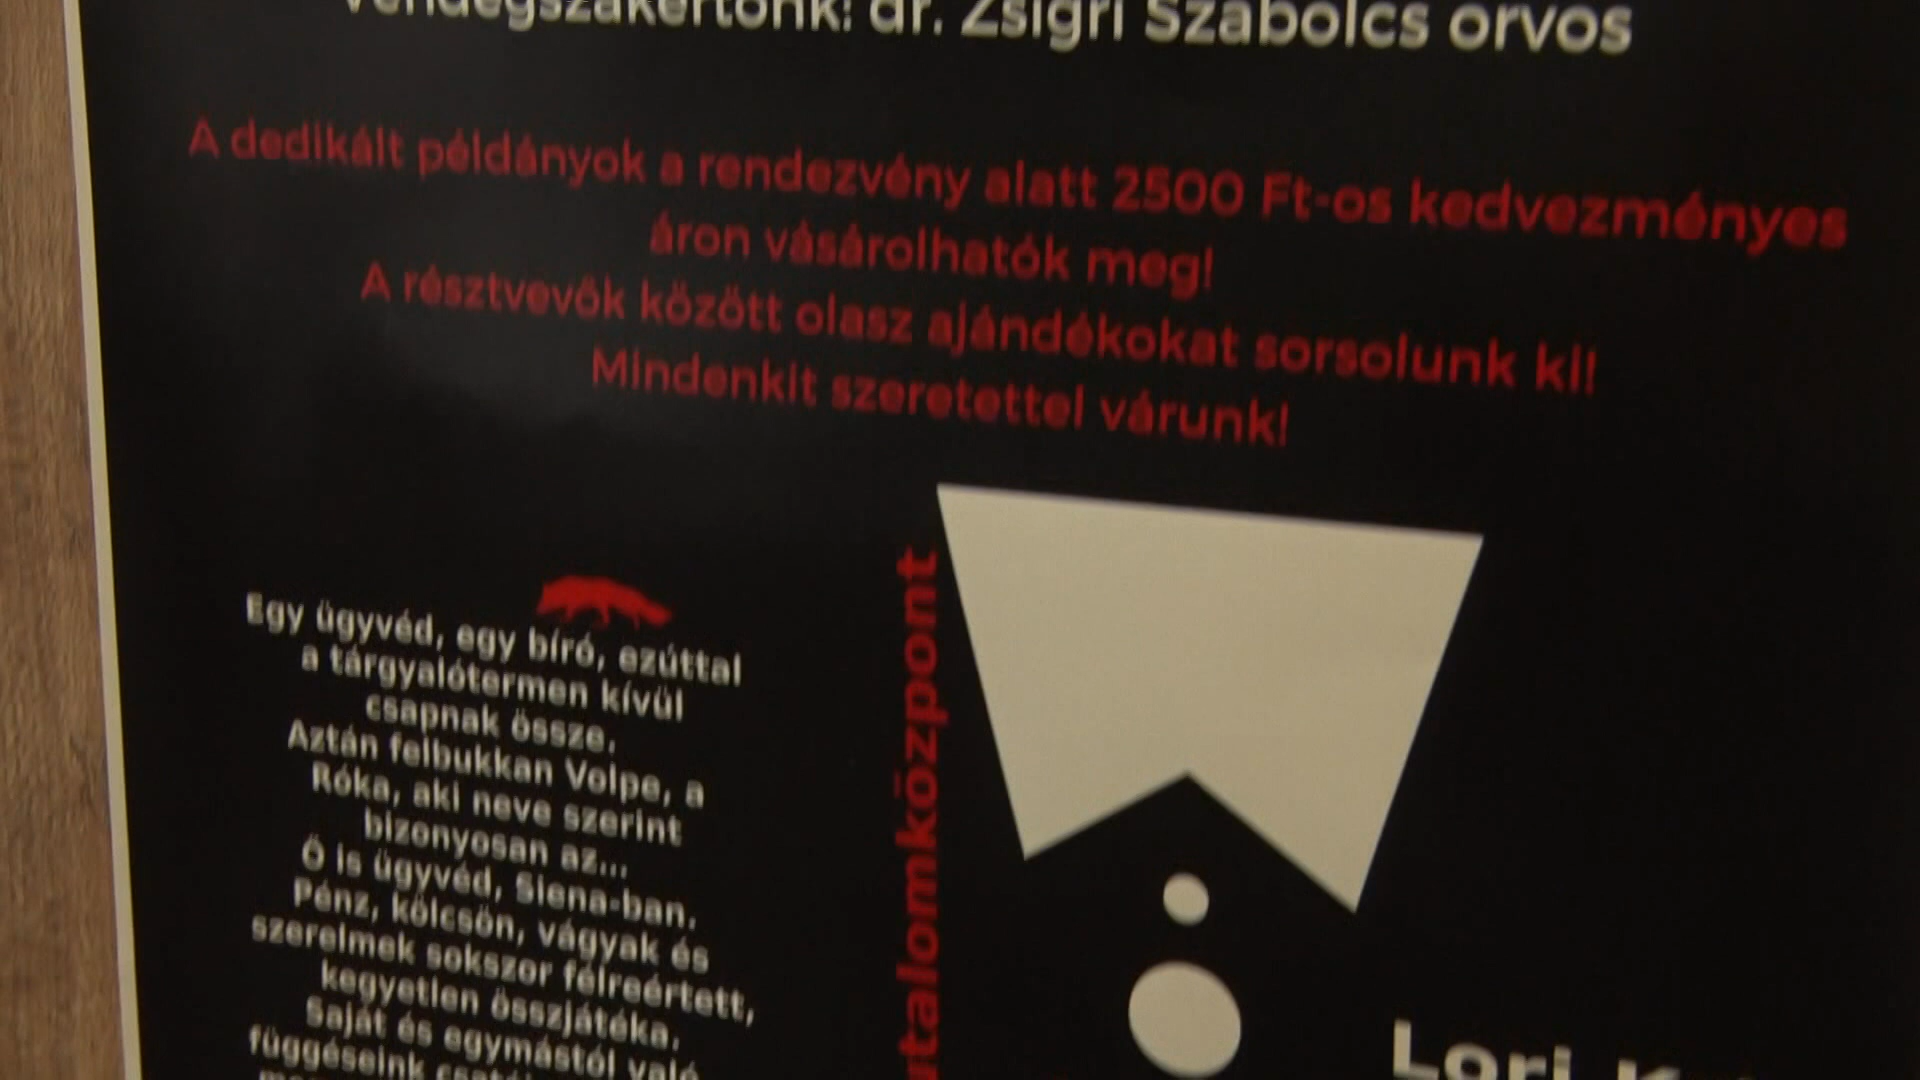 Vendégszakértőnk: dr. Zsigri Szabolcs orvos
A dedikált példányok a rendezvény alatt 2500 Ft-os kedvezményes
áron vásárolhatók meg!
A résztvevők között olasz ajándékokat sorsolunk ki!
Mindenkit szeretettel várunk!
Egy ügyvéd, egy bíró, ezúttal
a tárgyalótermen kívül
csapnak össze.
Aztán felbukkan Volpe, a
Róka, aki neve szerint
bizonyosan az...
Ő is ügyvéd, Siena-ban.
Pénz, kölcsön, vágyak és
szerelmek sokszor félreértett,
kegyetlen összjátéka.
Saját és egymástól való
függéseink
utalomközpont
Lori